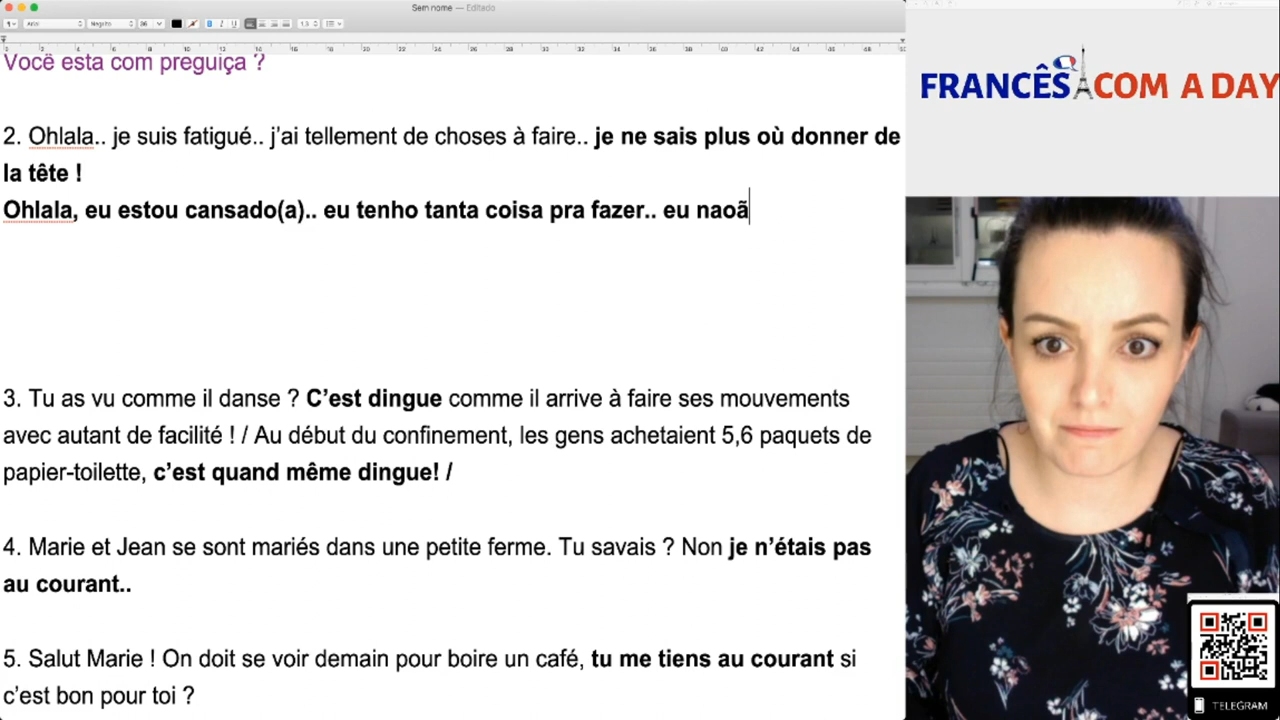 Sem nome — Editado
Você esta com preguiça ?
2. Ohlala.. je suis fatigué.. j’ai tellement de choses à faire.. je ne sais plus où donner de
la tête !
Ohlala, eu estou cansado(a).. eu tenho tanta coisa pra fazer.. eu naoã
3. Tu as vu comme il danse ? C’est dingue comme il arrive à faire ses mouvements
avec autant de facilité ! / Au début du confinement, les gens achetaient 5,6 paquets de
papier-toilette, c’est quand même dingue! /
4. Marie et Jean se sont mariés dans une petite ferme. Tu savais ? Non je n’étais pas
au courant..
5. Salut Marie ! On doit se voir demain pour boire un café, tu me tiens au courant si
c’est bon pour toi ?
FRANCÊS COM A DAY
TELEGRAM